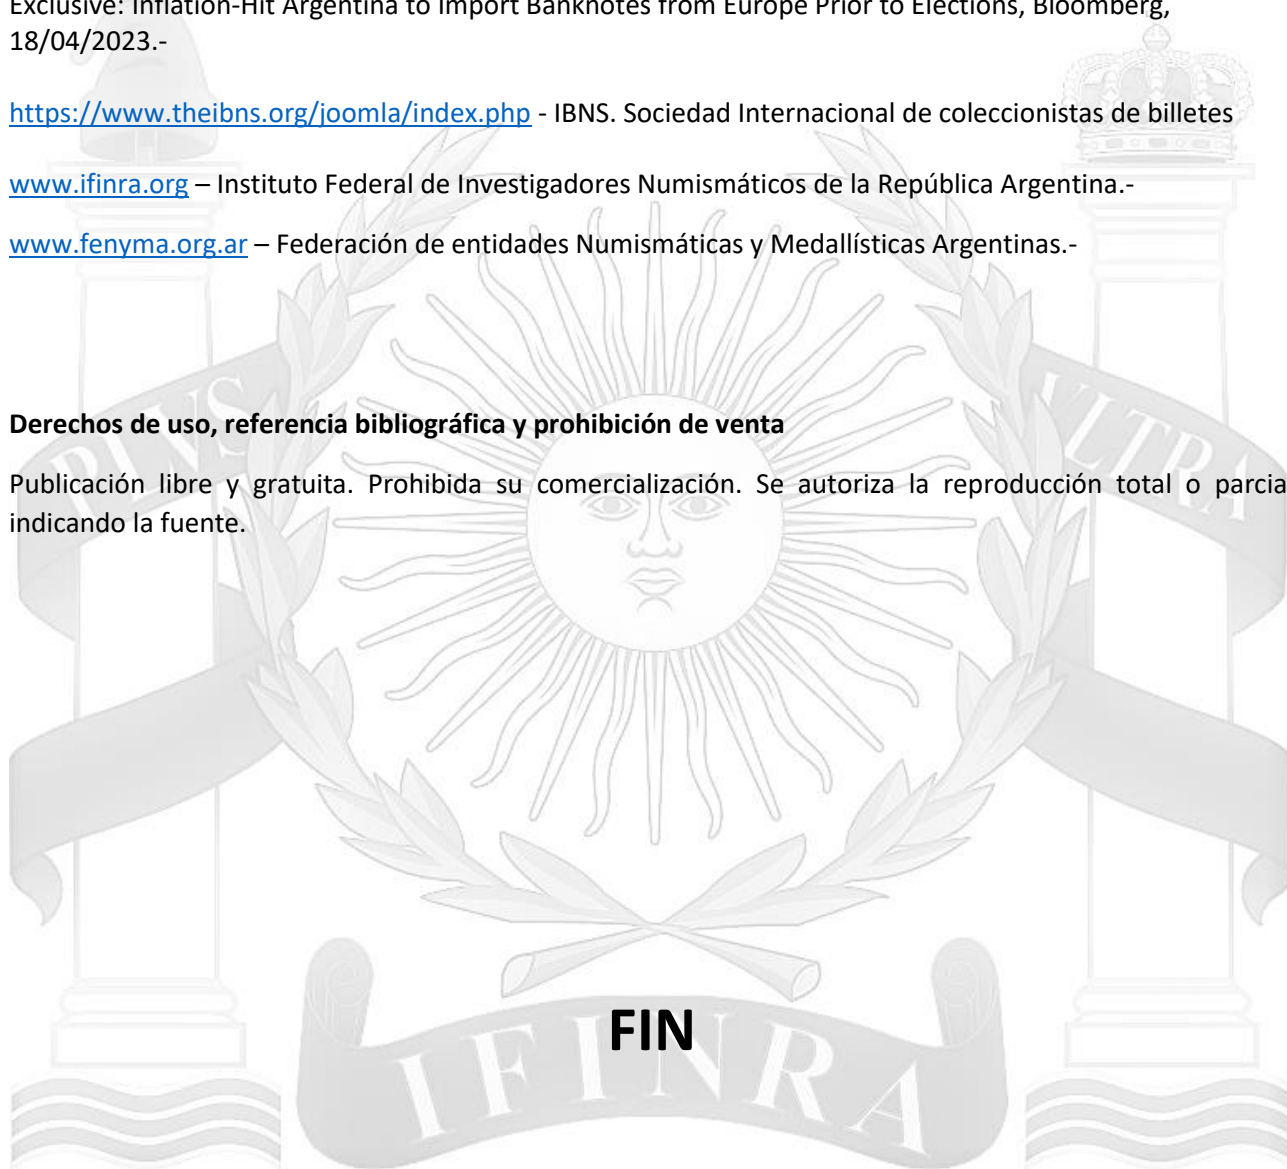 Exclusive: Inflation-Hit Argentina to Import Banknotes from Europe Prior to Elections, Bloomberg,
18/04/2023.-
https://www.theibns.org/joomla/index.php - IBNS. Sociedad Internacional de coleccionistas de billetes
www.ifinra.org – Instituto Federal de Investigadores Numismáticos de la República Argentina.-
www.fenyma.org.ar – Federación de entidades Numismáticas y Medallísticas Argentinas.-
PLVS
VLTRA
Derechos de uso, referencia bibliográfica y prohibición de venta
Publicación libre y gratuita. Prohibida su comercialización. Se autoriza la reproducción total o parcia
indicando la fuente.
FIN
IFINRA